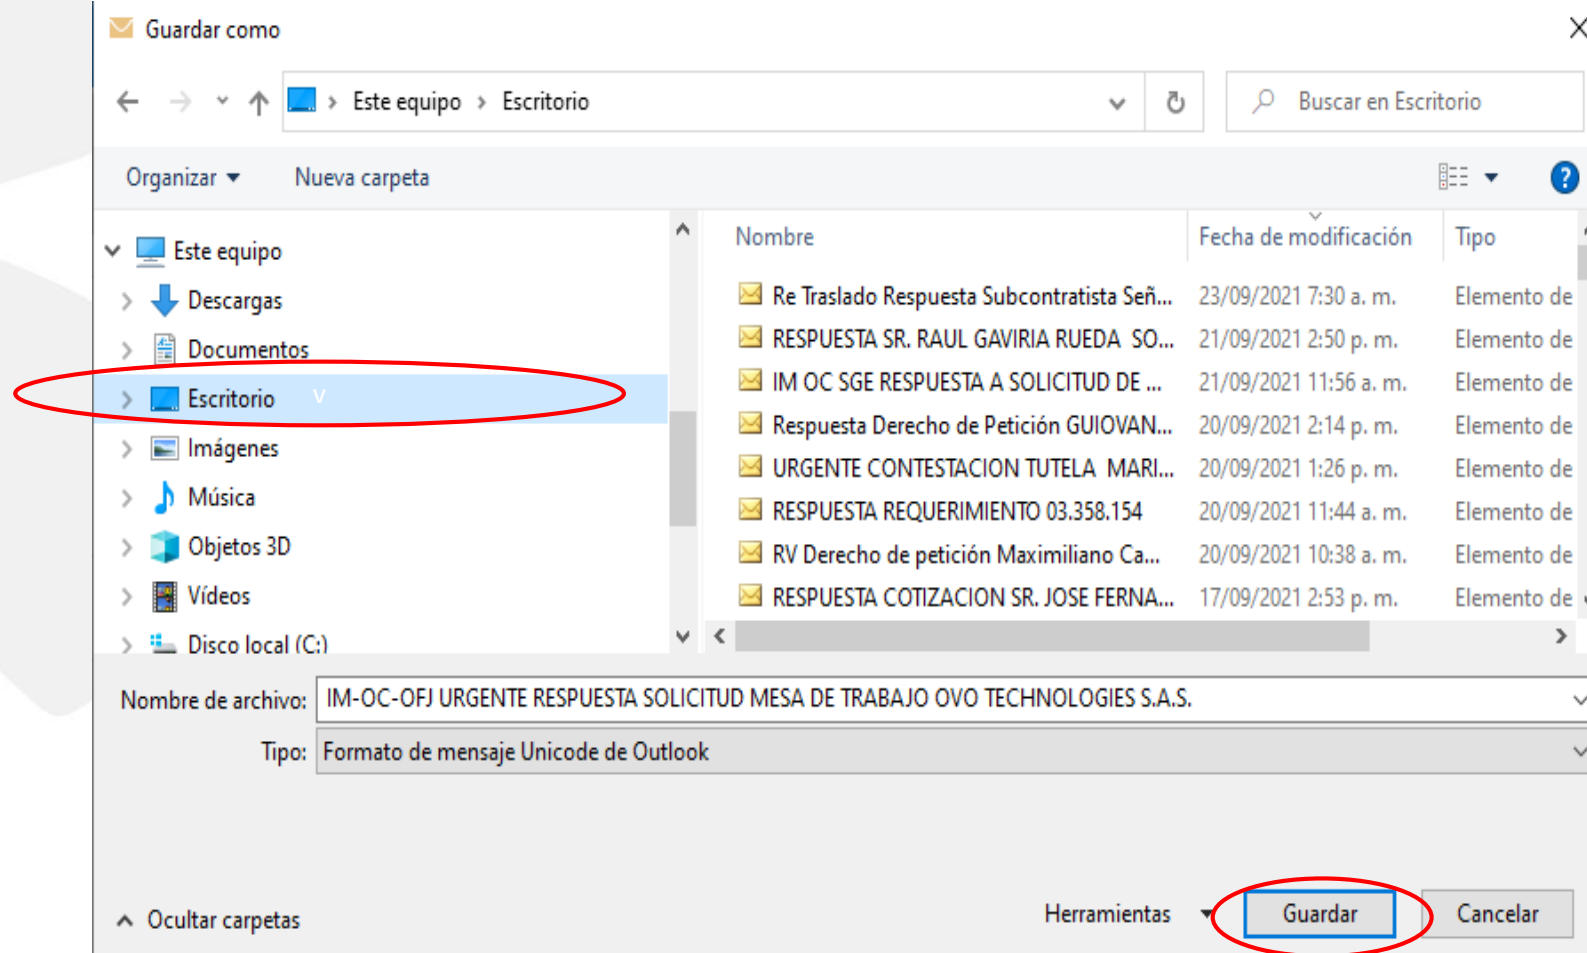 Guardar como
Este equipo › Escritorio
Buscar en Escritorio
Organizar
Nueva carpeta
Este equipo
Descargas
Documentos
Escritorio V
Imágenes
Música
Objetos 3D
Vídeos
Disco local (C:)
Nombre Fecha de modificación Tipo
Re Traslado Respuesta Subcontratista Señ... 23/09/2021 7:30 a. m. Elemento de
RESPUESTA SR. RAUL GAVIRIA RUEDA SO... 21/09/2021 2:50 p. m. Elemento de
IM OC SGE RESPUESTA A SOLICITUD DE ... 21/09/2021 11:56 a. m. Elemento de
Respuesta Derecho de Petición GUIOVAN... 20/09/2021 2:14 p. m. Elemento de
URGENTE CONTESTACION TUTELA MARI... 20/09/2021 1:26 p. m. Elemento de
RESPUESTA REQUERIMIENTO 03.358.154 20/09/2021 11:44 a. m. Elemento de
RV Derecho de petición Maximiliano Ca... 20/09/2021 10:38 a. m. Elemento de
RESPUESTA COTIZACION SR. JOSE FERNA... 17/09/2021 2:53 p. m. Elemento de
Nombre de archivo: IM-OC-OFJ URGENTE RESPUESTA SOLICITUD MESA DE TRABAJO OVO TECHNOLOGIES S.A.S.
Tipo: Formato de mensaje Unicode de Outlook
Ocultar carpetas
Herramientas
Guardar
Cancelar